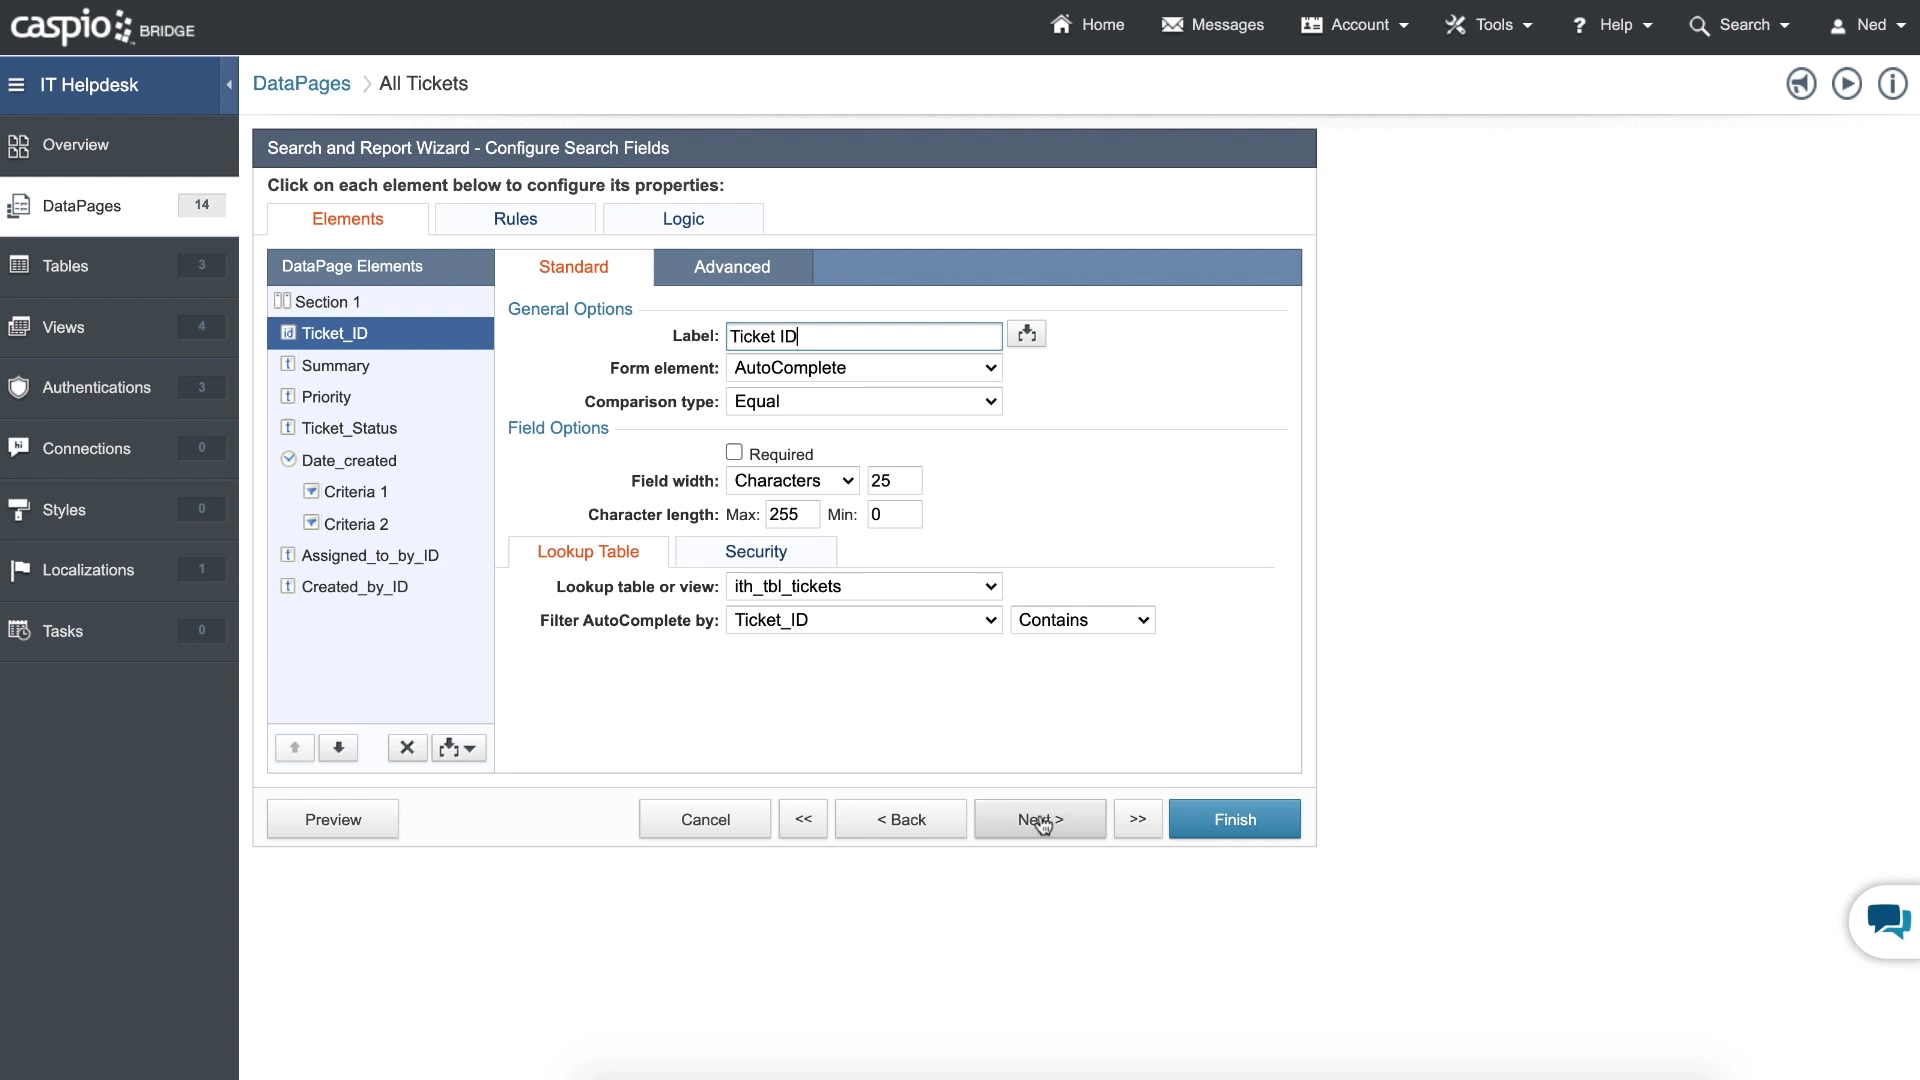 caspio BRIDGE
Home Messages Account Tools ? Help Search Ned
IT Helpdesk
DataPages > All Tickets
Overview
DataPages 14
Tables 3
Views 4
Authentications 3
hi Connections 0
Styles 0
Localizations 1
Tasks 0
Search and Report Wizard - Configure Search Fields
Click on each element below to configure its properties:
Elements Rules Logic
DataPage Elements
Section 1
id Ticket_ID
t Summary
t Priority
t Ticket_Status
Date_created
Criteria 1
Criteria 2
t Assigned_to_by_ID
t Created_by_ID
Standard Advanced
General Options
Label: Ticket ID
Form element: AutoComplete
Comparison type: Equal
Field Options
Required
Field width: Characters 25
Character length: Max: 255 Min: 0
Lookup Table Security
Lookup table or view: ith_tbl_tickets
Filter AutoComplete by: Ticket_ID Contains
Preview Cancel << < Back Next > >> Finish